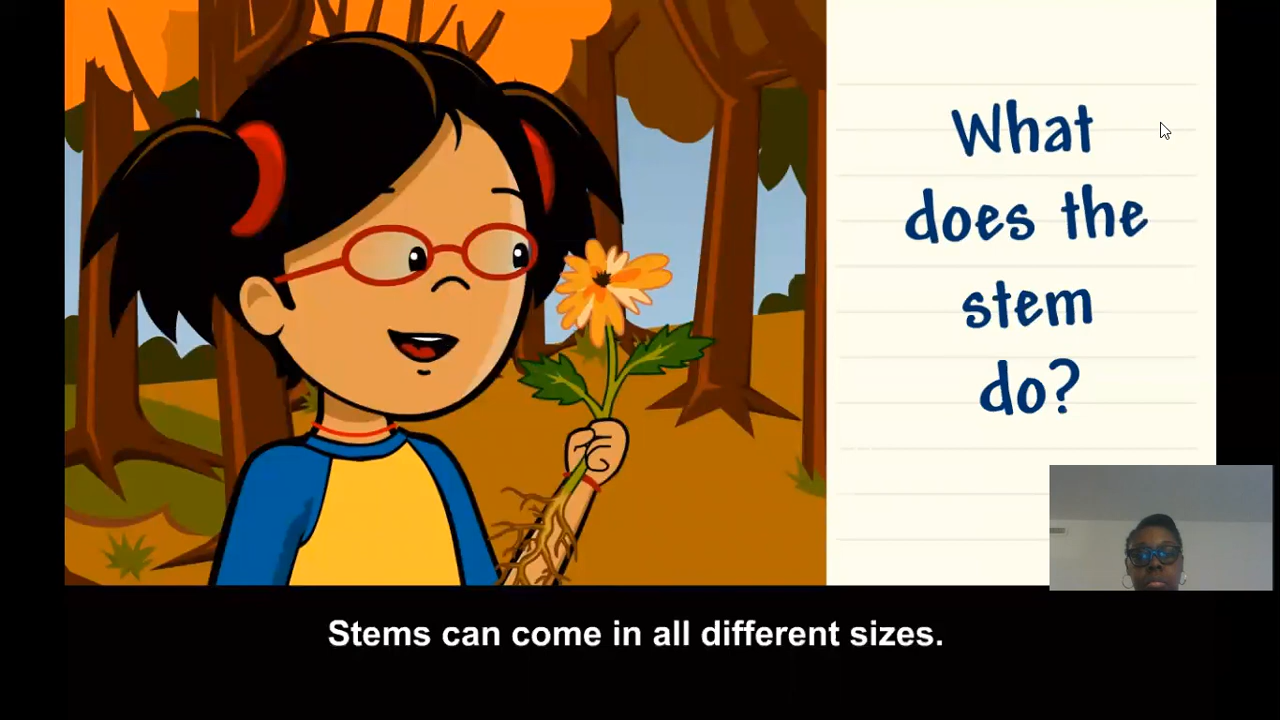 What
does the
stem
do?
Stems can come in all different sizes.